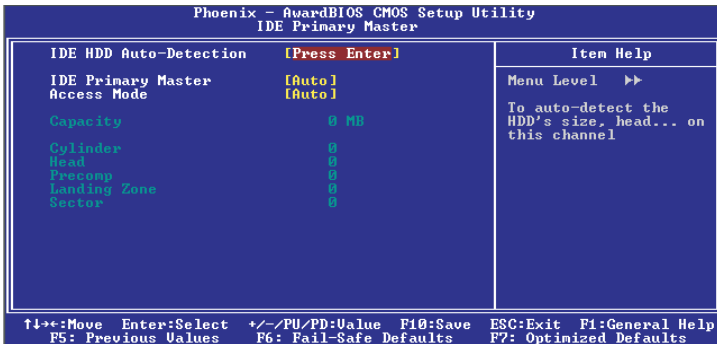 Phoenix - AwardBIOS CMOS Setup Utility
IDE Primary Master
IDE HDD Auto-Detection [Press Enter]
IDE Primary Master [Auto]
Access Mode [Auto]
Capacity 0 MB
Cylinder 0
Head 0
Precomp 0
Landing Zone 0
Sector 0
Item Help
Menu Level ▶▶
To auto-detect the
HDD's size, head... on
this channel
↑↓→←:Move Enter:Select +/-/PU/PD:Value F10:Save ESC:Exit F1:General Help
F5: Previous Values F6: Fail-Safe Defaults F7: Optimized Defaults